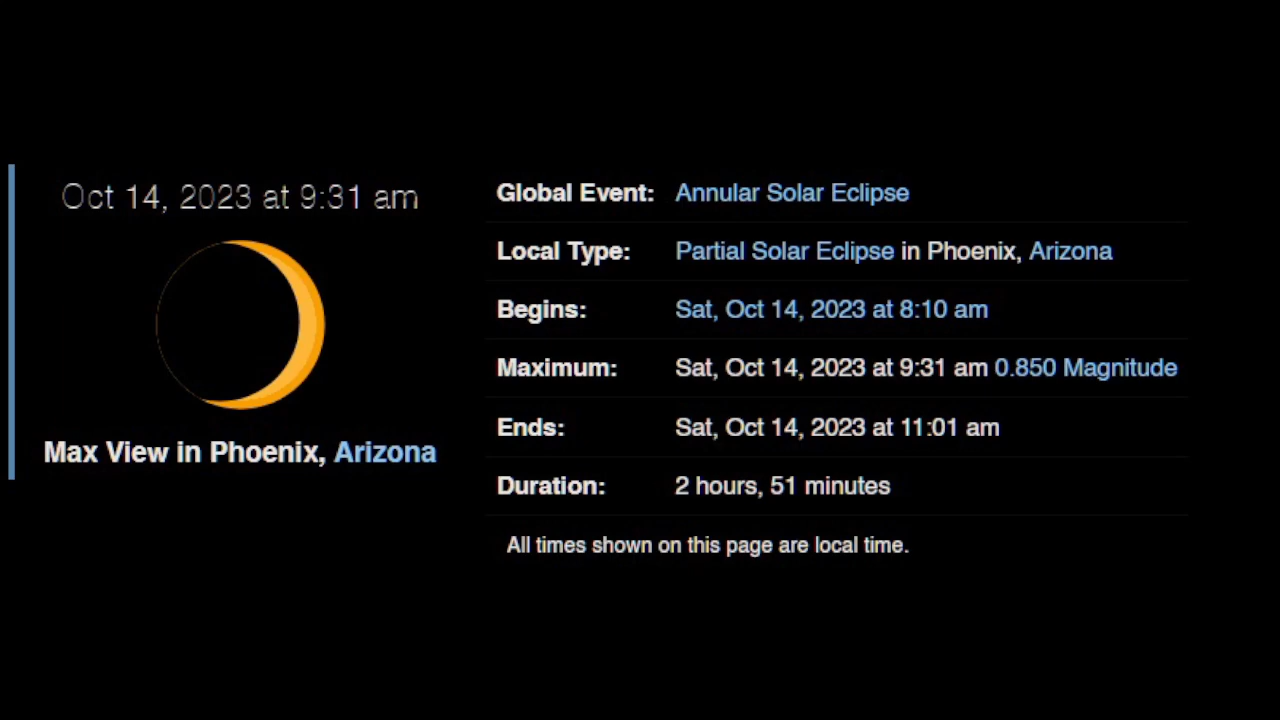 Oct 14, 2023 at 9:31 am
Max View in Phoenix, Arizona
Global Event: Annular Solar Eclipse
Local Type: Partial Solar Eclipse in Phoenix, Arizona
Begins: Sat, Oct 14, 2023 at 8:10 am
Maximum: Sat, Oct 14, 2023 at 9:31 am 0.850 Magnitude
Ends: Sat, Oct 14, 2023 at 11:01 am
Duration: 2 hours, 51 minutes
All times shown on this page are local time.